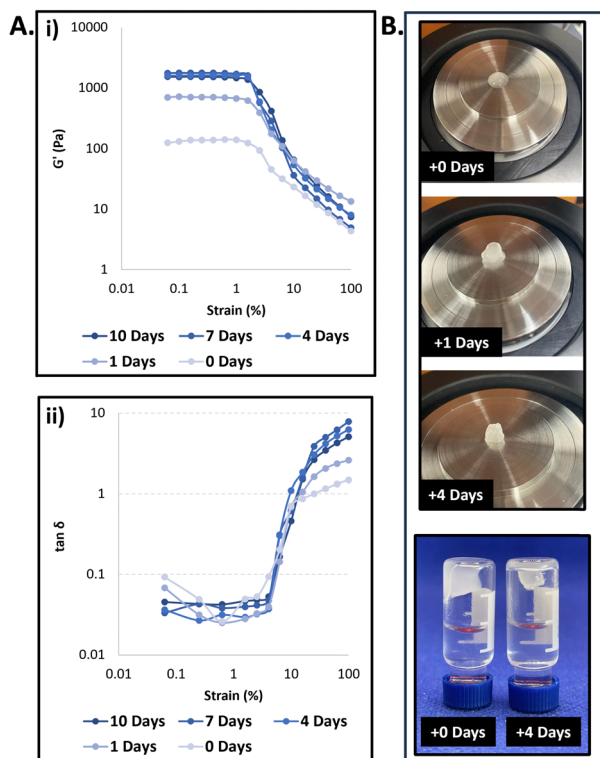 A.
i)
10000
1000
100
10
1
G' (Pa)
0.01 0.1 1 10 100
Strain (%)
10 Days 7 Days 4 Days
1 Days 0 Days
ii)
10
1
0.1
0.01
tan δ
0.01 0.1 1 10 100
Strain (%)
10 Days 7 Days 4 Days
1 Days 0 Days
B.
+0 Days
+1 Days
+4 Days
+0 Days +4 Days